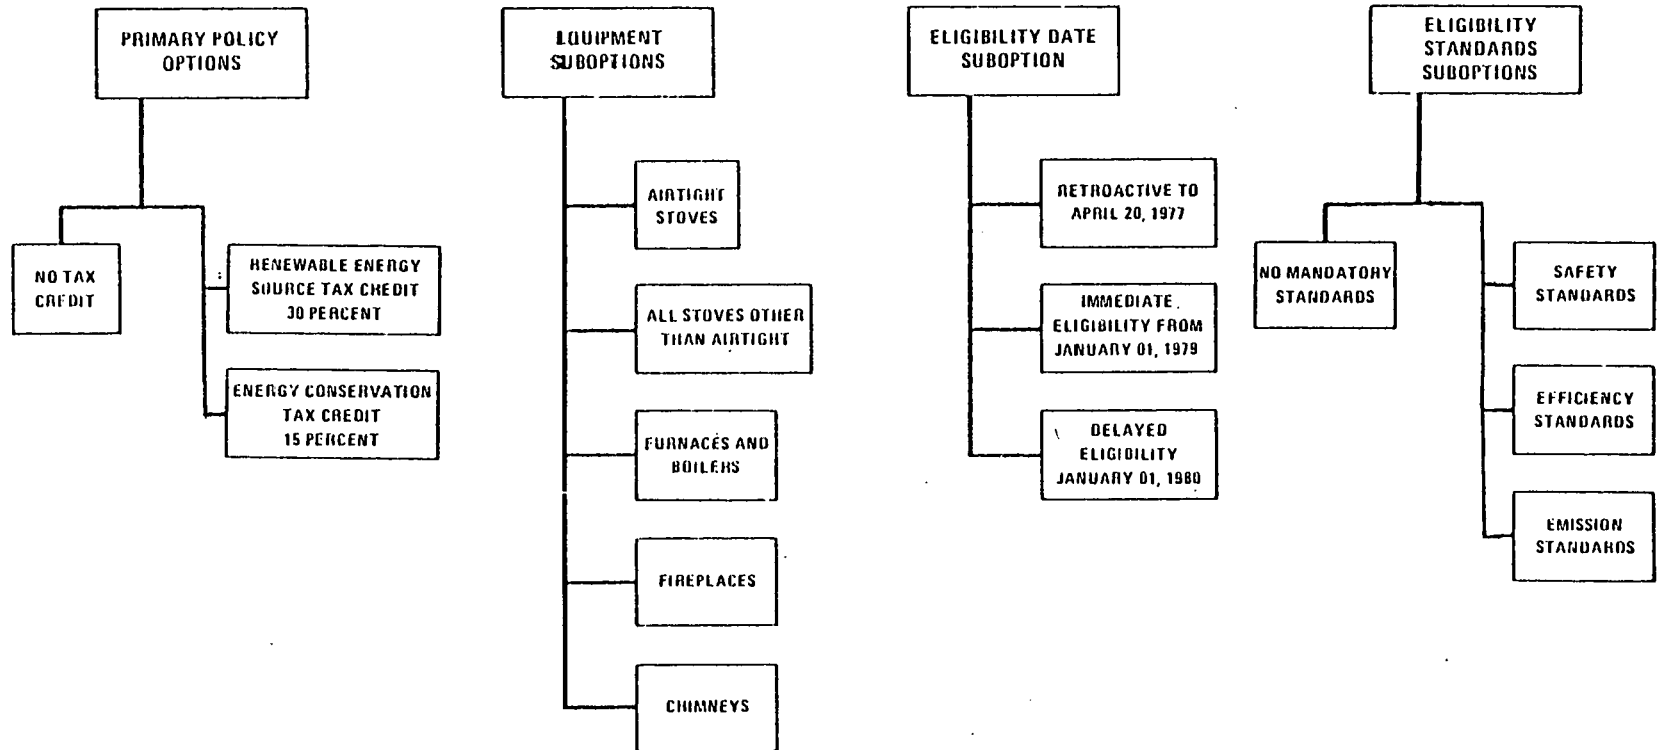 PRIMARY POLICY
OPTIONS
NO TAX
CREDIT
RENEWABLE ENERGY
SOURCE TAX CREDIT
30 PERCENT
ENERGY CONSERVATION
TAX CREDIT
15 PERCENT
EQUIPMENT
SUBOPTIONS
AIRTIGHT
STOVES
ALL STOVES OTHER
THAN AIRTIGHT
FURNACES AND
BOILERS
FIREPLACES
CHIMNEYS
ELIGIBILITY DATE
SUBOPTION
RETROACTIVE TO
APRIL 20, 1977
IMMEDIATE
ELIGIBILITY FROM
JANUARY 01, 1979
DELAYED
ELIGIBILITY
JANUARY 01, 1980
ELIGIBILITY
STANDARDS
SUBOPTIONS
NO MANDATORY
STANDARDS
SAFETY
STANDARDS
EFFICIENCY
STANDARDS
EMISSION
STANDARDS